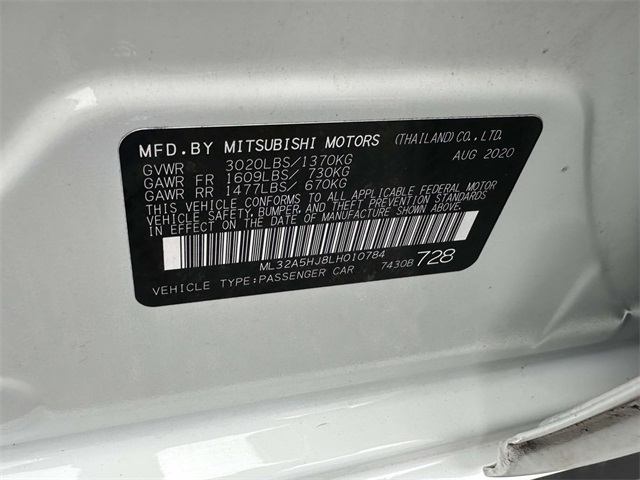 MFD.BY MITSUBISHI MOTORS (THAILAND) CO., LTD.
GVWR 3020LBS/1370KG AUG 2020
GAWR FR 1609LBS/ 730KG
GAWR RR 1477LBS/ 670KG
THIS VEHICLE CONFORMS TO ALL APPLICABLE FEDERAL MOTOR
VEHICLE SAFETY, BUMPER, AND THEFT PREVENTION STANDARDS
IN EFFECT ON THE DATE OF MANUFACTURE SHOWN ABOVE.
ML32A5HJ8LH010784
VEHICLE TYPE:PASSENGER CAR 7430B 728